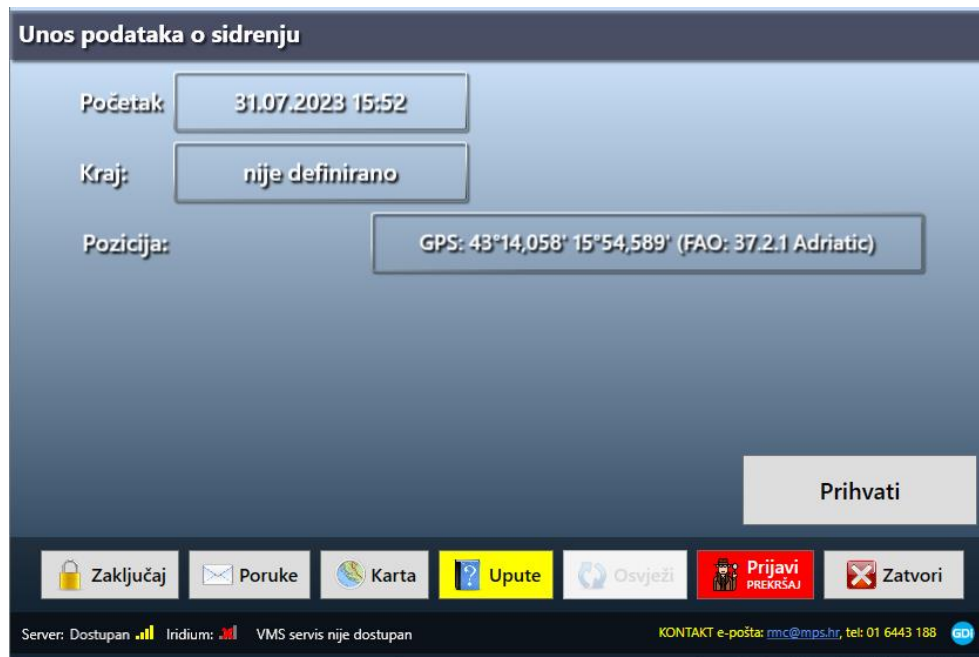 Unos podataka o sidrenju
Početak 31.07.2023 15:52
Kraj: nije definirano
Pozicija: GPS: 43°14,058' 15°54,589' (FAO: 37.2.1 Adriatic)
Prihvati
Zaključaj Poruke Karta Upute Osvježi Prijavi PREKRŠAJ Zatvori
Server: Dostupan Iridium: VMS servis nije dostupan KONTAKT e-pošta: rmc@mps.hr, tel: 01 6443 188 GDI